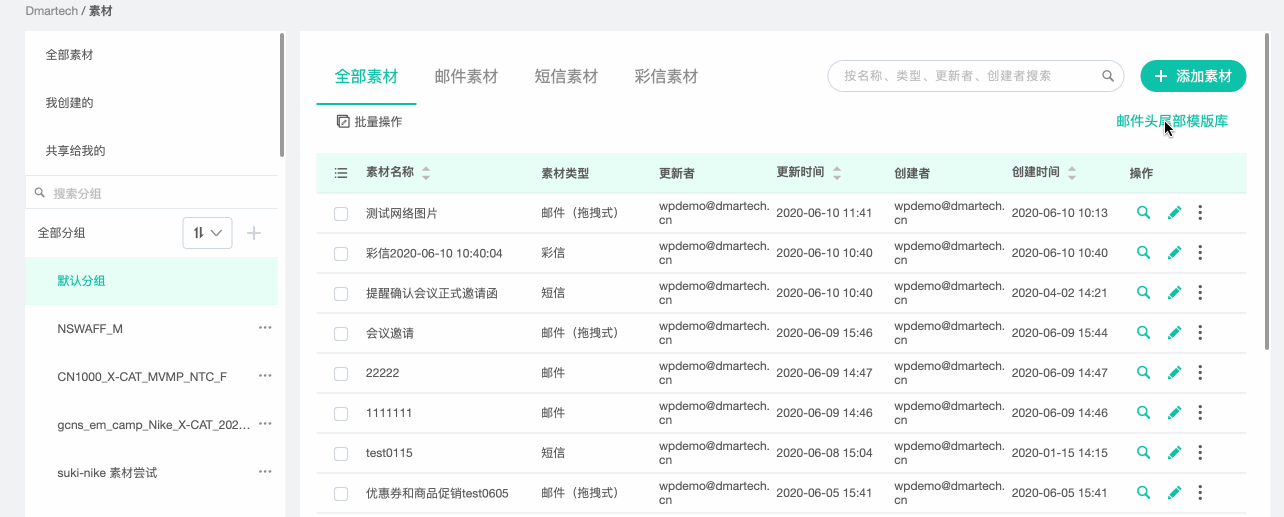 Dmartech / 素材
全部素材
我创建的
共享给我的
搜索分组
全部分组
默认分组
NSWAFF_M
CN1000_X-CAT_MVMP_NTC_F
gcns_em_camp_Nike_X-CAT_202...
suki-nike 素材尝试
全部素材 邮件素材 短信素材 彩信素材
按名称、类型、更新者、创建者搜索
添加素材
批量操作
邮件头尾部模版库
素材名称 素材类型 更新者 更新时间 创建者 创建时间 操作
测试网络图片 邮件（拖拽式） wpdemo@dmartech.cn 2020-06-10 11:41 wpdemo@dmartech.cn 2020-06-10 10:13
彩信2020-06-10 10:40:04 彩信 wpdemo@dmartech.cn 2020-06-10 10:40 wpdemo@dmartech.cn 2020-06-10 10:40
提醒确认会议正式邀请函 短信 wpdemo@dmartech.cn 2020-06-10 10:40 wpdemo@dmartech.cn 2020-04-02 14:21
会议邀请 邮件（拖拽式） wpdemo@dmartech.cn 2020-06-09 15:46 wpdemo@dmartech.cn 2020-06-09 15:44
22222 邮件 wpdemo@dmartech.cn 2020-06-09 14:47 wpdemo@dmartech.cn 2020-06-09 14:47
1111111 邮件 wpdemo@dmartech.cn 2020-06-09 14:46 wpdemo@dmartech.cn 2020-06-09 14:46
test0115 短信 wpdemo@dmartech.cn 2020-06-08 15:04 wpdemo@dmartech.cn 2020-01-15 14:15
优惠券和商品促销test0605 邮件（拖拽式） wpdemo@dmartech.cn 2020-06-05 15:41 wpdemo@dmartech.cn 2020-06-05 15:41